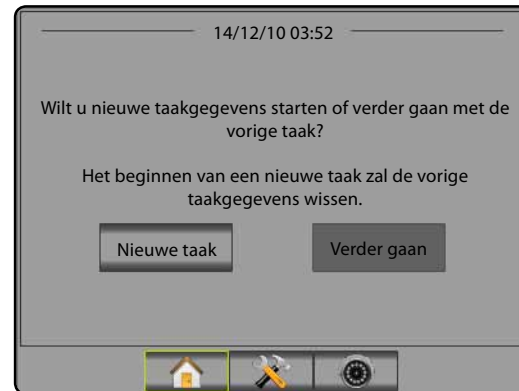 14/12/10 03:52
Wilt u nieuwe taakgegevens starten of verder gaan met de
vorige taak?
Het beginnen van een nieuwe taak zal de vorige
taakgegevens wissen.
Nieuwe taak
Verder gaan